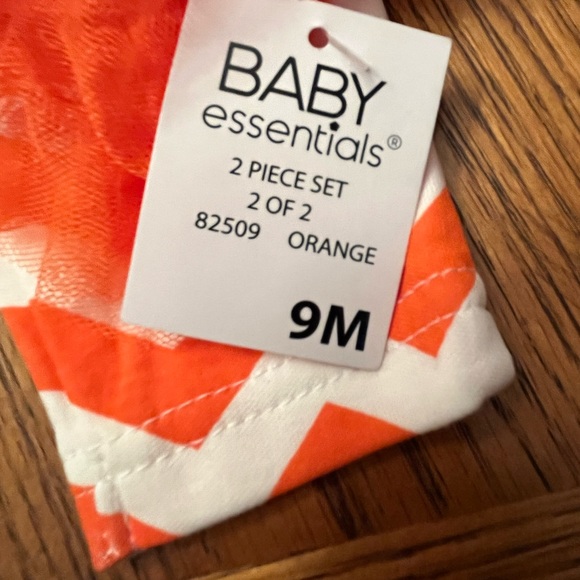 BABY
essentials®
2 PIECE SET
2 OF 2
82509 ORANGE
9M